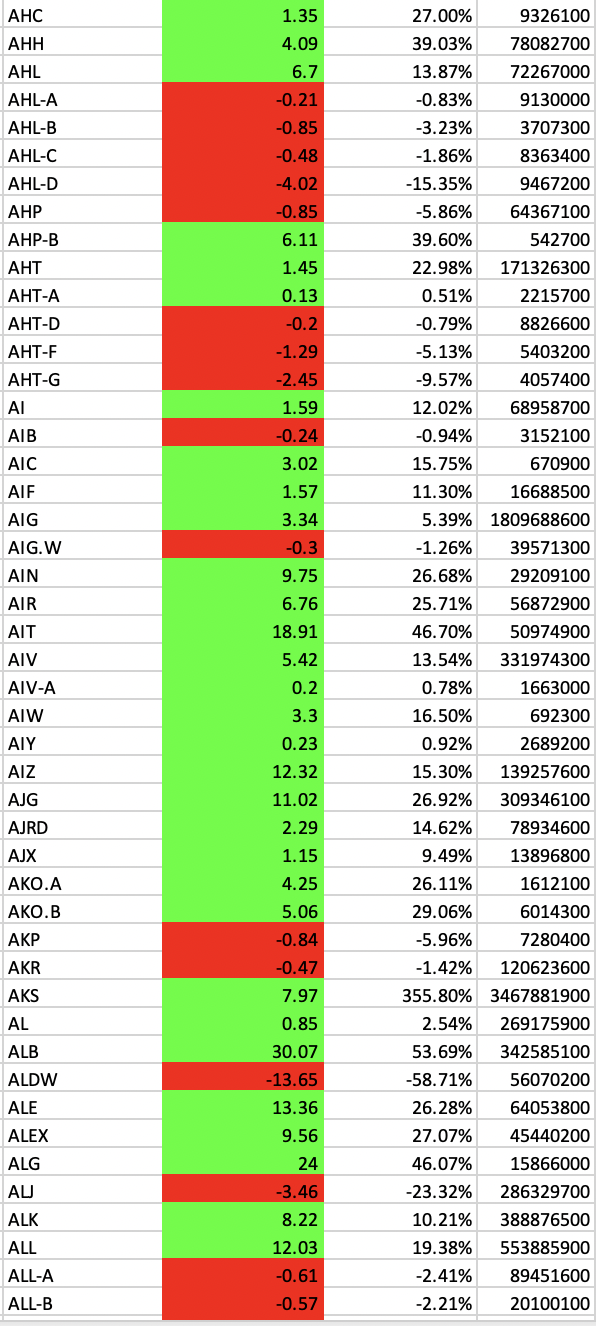 AHC 1.35 27.00% 9326100
AHH 4.09 39.03% 78082700
AHL 6.7 13.87% 72267000
AHL-A -0.21 -0.83% 9130000
AHL-B -0.85 -3.23% 3707300
AHL-C -0.48 -1.86% 8363400
AHL-D -4.02 -15.35% 9467200
AHP -0.85 -5.86% 64367100
AHP-B 6.11 39.60% 542700
AHT 1.45 22.98% 171326300
AHT-A 0.13 0.51% 2215700
AHT-D -0.2 -0.79% 8826600
AHT-F -1.29 -5.13% 5403200
AHT-G -2.45 -9.57% 4057400
AI 1.59 12.02% 68958700
AIB -0.24 -0.94% 3152100
AIC 3.02 15.75% 670900
AIF 1.57 11.30% 16688500
AIG 3.34 5.39% 1809688600
AIG.W -0.3 -1.26% 39571300
AIN 9.75 26.68% 29209100
AIR 6.76 25.71% 56872900
AIT 18.91 46.70% 50974900
AIV 5.42 13.54% 331974300
AIV-A 0.2 0.78% 1663000
AIW 3.3 16.50% 692300
AIY 0.23 0.92% 2689200
AIZ 12.32 15.30% 139257600
AJG 11.02 26.92% 309346100
AJRD 2.29 14.62% 78934600
AJX 1.15 9.49% 13896800
AKO.A 4.25 26.11% 1612100
AKO.B 5.06 29.06% 6014300
AKP -0.84 -5.96% 7280400
AKR -0.47 -1.42% 120623600
AKS 7.97 355.80% 3467881900
AL 0.85 2.54% 269175900
ALB 30.07 53.69% 342585100
ALDW -13.65 -58.71% 56070200
ALE 13.36 26.28% 64053800
ALEX 9.56 27.07% 45440200
ALG 24 46.07% 15866000
ALJ -3.46 -23.32% 286329700
ALK 8.22 10.21% 388876500
ALL 12.03 19.38% 553885900
ALL-A -0.61 -2.41% 89451600
ALL-B -0.57 -2.21% 20100100